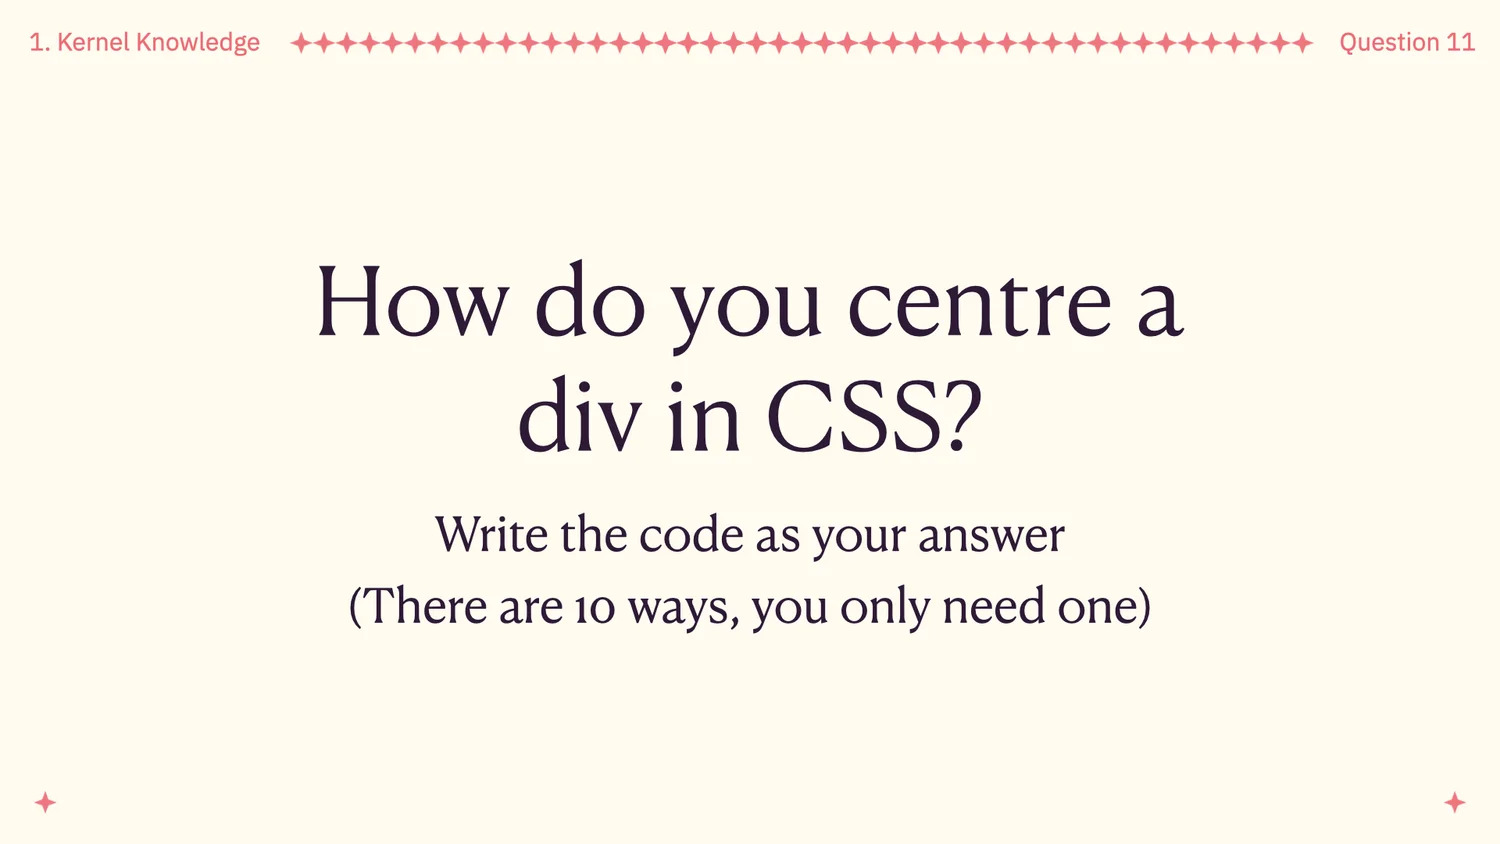 1. Kernel Knowledge
Question 11
How do you centre a
div in CSS?
Write the code as your answer
(There are 10 ways, you only need one)